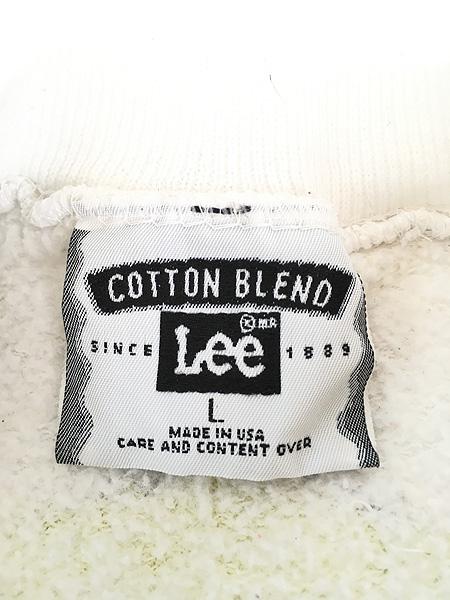 COTTON BLEND
SINCE Lee ® M.R. 1889
L
MADE IN USA
CARE AND CONTENT OVER